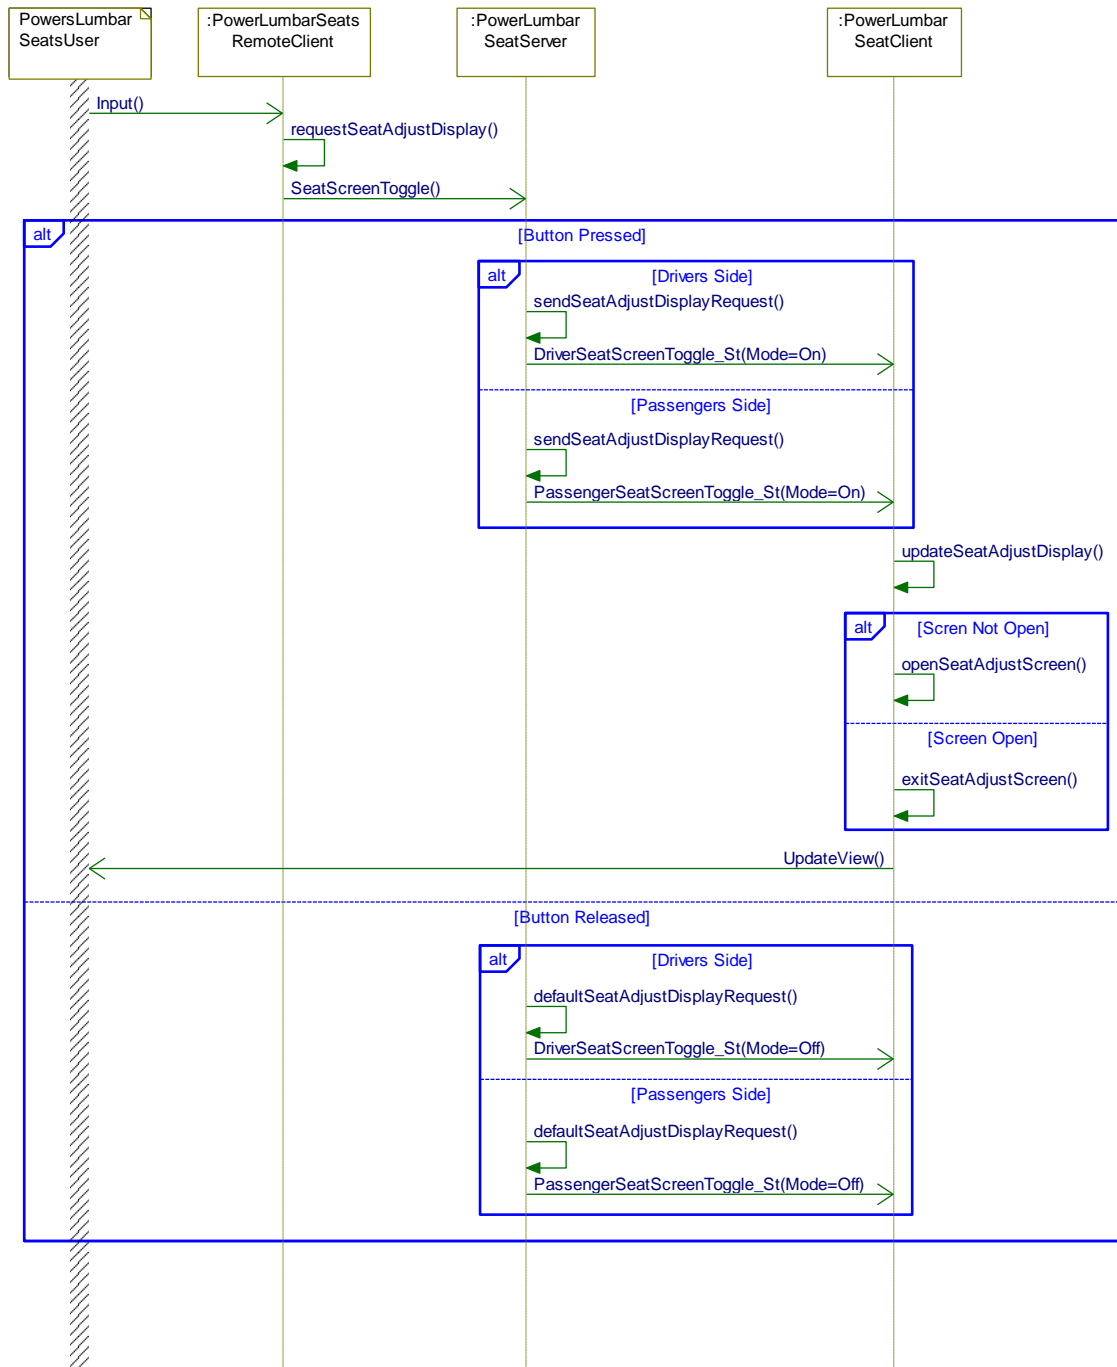 PowersLumbar
SeatsUser
:PowerLumbarSeats
RemoteClient
:PowerLumbar
SeatServer
:PowerLumbar
SeatClient
Input()
requestSeatAdjustDisplay()
SeatScreenToggle()
alt
[Button Pressed]
alt
[Drivers Side]
sendSeatAdjustDisplayRequest()
DriverSeatScreenToggle_St(Mode=On)
[Passengers Side]
sendSeatAdjustDisplayRequest()
PassengerSeatScreenToggle_St(Mode=On)
updateSeatAdjustDisplay()
alt
[Scren Not Open]
openSeatAdjustScreen()
[Screen Open]
exitSeatAdjustScreen()
UpdateView()
[Button Released]
alt
[Drivers Side]
defaultSeatAdjustDisplayRequest()
DriverSeatScreenToggle_St(Mode=Off)
[Passengers Side]
defaultSeatAdjustDisplayRequest()
PassengerSeatScreenToggle_St(Mode=Off)